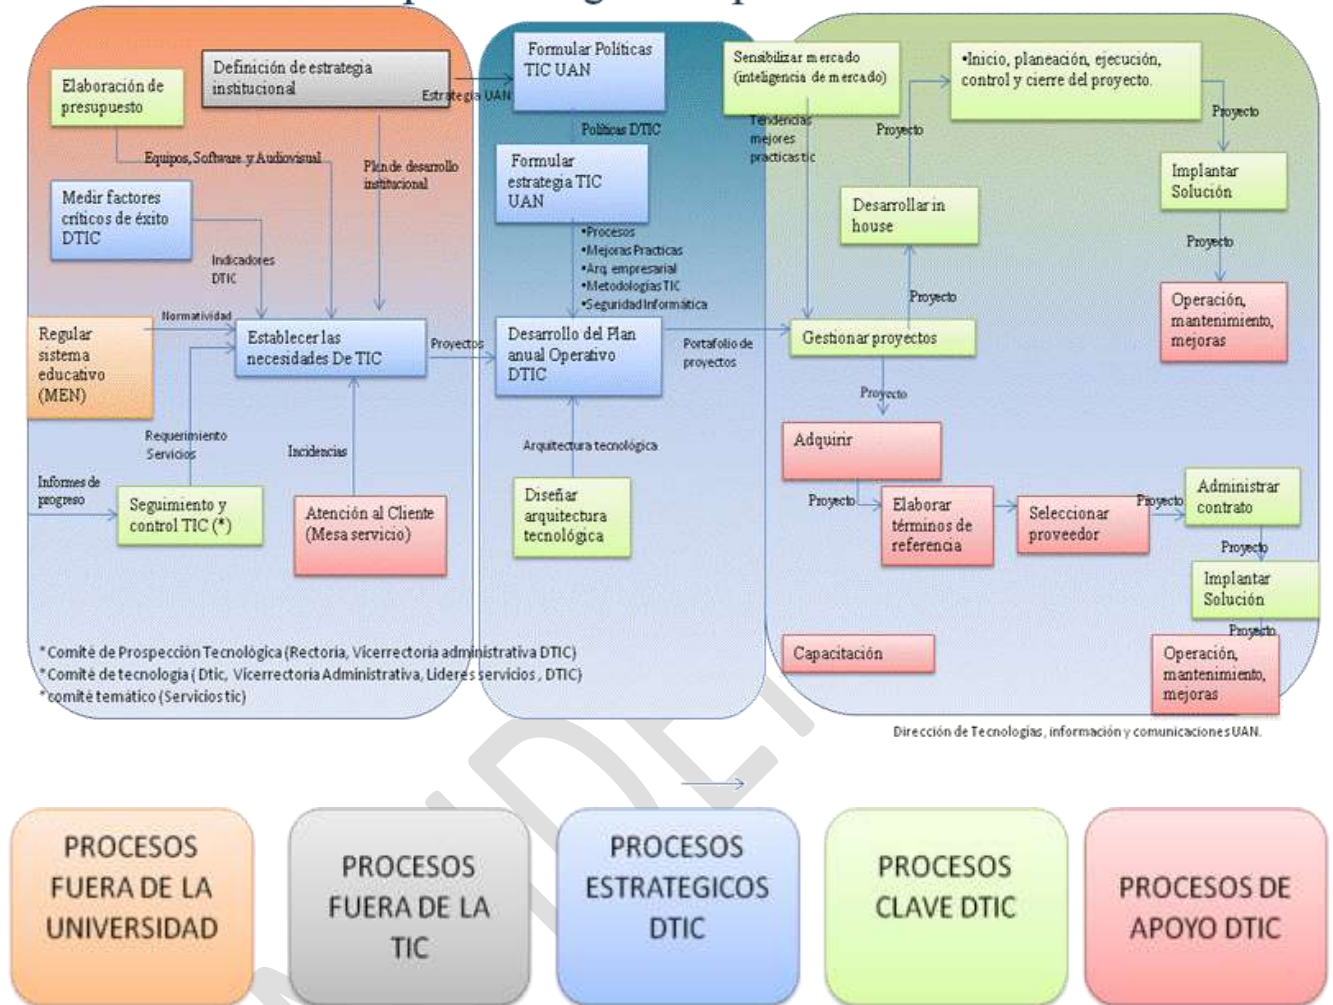 Elaboración de
presupuesto
Definición de estrategia
institucional
Estrategia UAN
Equipos, Software y Audiovisual
Plan de desarrollo
institucional
Medir factores
críticos de éxito
DTIC
Indicadores
DTIC
Normatividad
Regular
sistema
educativo
(MEN)
Establecer las
necesidades De TIC
Proyectos
Requerimiento
Servicios
Incidencias
Informes de
progreso
Seguimiento y
control TIC (*)
Atención al Cliente
(Mesa servicio)
*Comité de Prospección Tecnológica (Rectoría, Vicerrectoría administrativa DTIC)
*Comité de tecnología ( Dtic, Vicerrectoría Administrativa, Lideres servicios , DTIC)
*comité temático (Servicios tic)
Formular Políticas
TIC UAN
Políticas DTIC
Formular
estrategia TIC
UAN
•Procesos
•Mejoras Practicas
•Arq. empresarial
•Metodologías TIC
•Seguridad Informática
Desarrollo del Plan
anual Operativo
DTIC
Portafolio de
proyectos
Arquitectura tecnológica
Diseñar
arquitectura
tecnológica
Sensibilizar mercado
(inteligencia de mercado)
Tendencias
mejores
practicas tic
•Inicio, planeación, ejecución,
control y cierre del proyecto.
Proyecto
Proyecto
Implantar
Solución
Desarrollar in
house
Proyecto
Proyecto
Operación,
mantenimiento,
mejoras
Gestionar proyectos
Proyecto
Adquirir
Proyecto
Elaborar
términos de
referencia
Seleccionar
proveedor
Proyecto
Administrar
contrato
Proyecto
Implantar
Solución
Proyecto
Capacitación
Operación,
mantenimiento,
mejoras
Dirección de Tecnologías, información y comunicaciones UAN.
PROCESOS
FUERA DE LA
UNIVERSIDAD
PROCESOS
FUERA DE LA
TIC
PROCESOS
ESTRATEGICOS
DTIC
PROCESOS
CLAVE DTIC
PROCESOS DE
APOYO DTIC